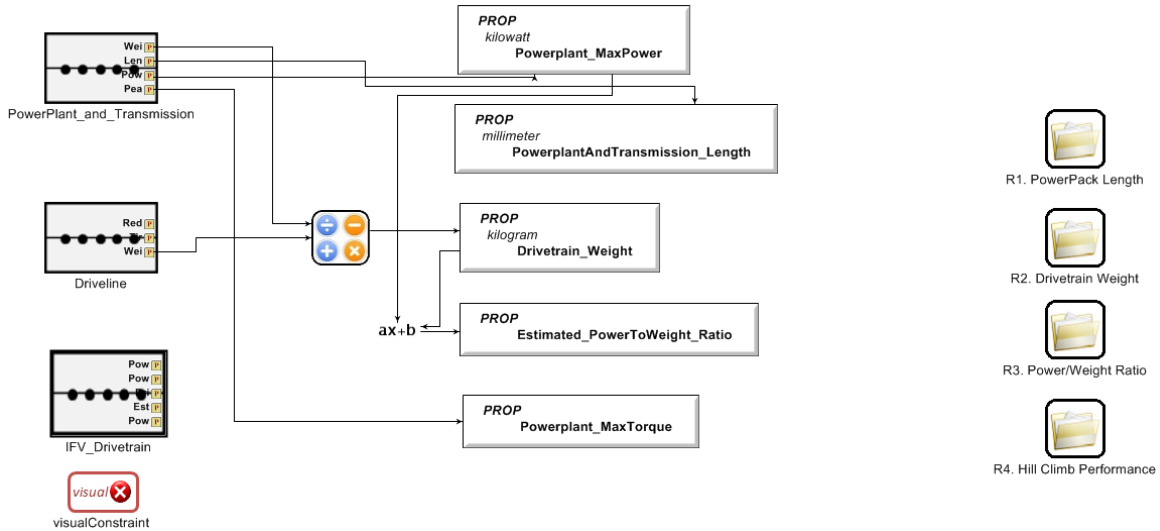 PROP
kilowatt
Powerplant_MaxPower
Wei P
Len P
Pow P
Pea P
PowerPlant_and_Transmission
PROP
millimeter
PowerplantAndTransmission_Length
R1. PowerPack Length
Red P
P
Wei P
Driveline
PROP
kilogram
Drivetrain_Weight
R2. Drivetrain Weight
ax+b
PROP
Estimated_PowerToWeight_Ratio
R3. Power/Weight Ratio
Pow P
Pow P
P
Est P
Pow P
IFV_Drivetrain
PROP
Powerplant_MaxTorque
R4. Hill Climb Performance
visual
visualConstraint